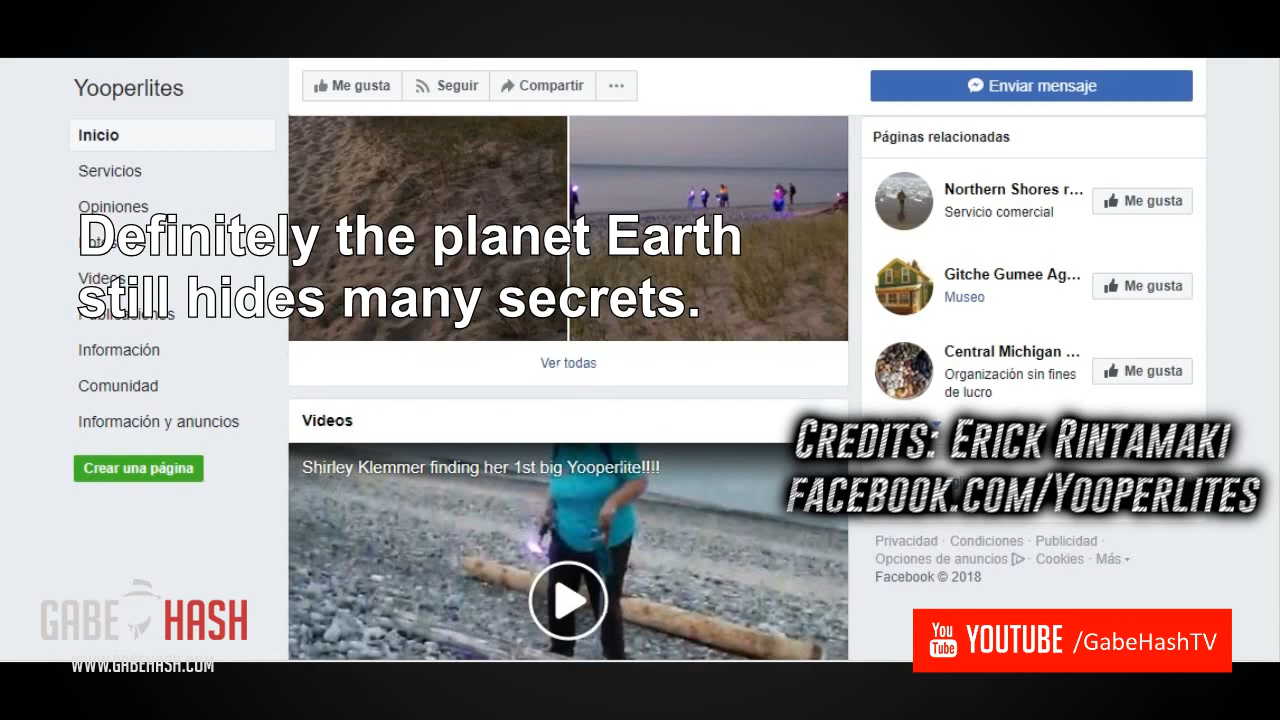 Yooperlites
Me gusta
Seguir
Compartir
Enviar mensaje
Inicio
Servicios
Opiniones
Videos
Publicaciones
Información
Comunidad
Información y anuncios
Crear una página
Definitely the planet Earth
still hides many secrets.
Ver todas
Videos
Shirley Klemmer finding her 1st big Yooperlite!!!!
Páginas relacionadas
Northern Shores r...
Servicio comercial
Me gusta
Gitche Gumee Ag...
Museo
Me gusta
Central Michigan ...
Organización sin fines
de lucro
Me gusta
CREDITS: ERICK RINTAMAKI
FACEBOOK.COM/YOOPERLITES
Privacidad · Condiciones · Publicidad ·
Opciones de anuncios · Cookies · Más
Facebook © 2018
GABE HASH
WWW.GABEHASH.COM
You Tube YOUTUBE /GabeHashTV